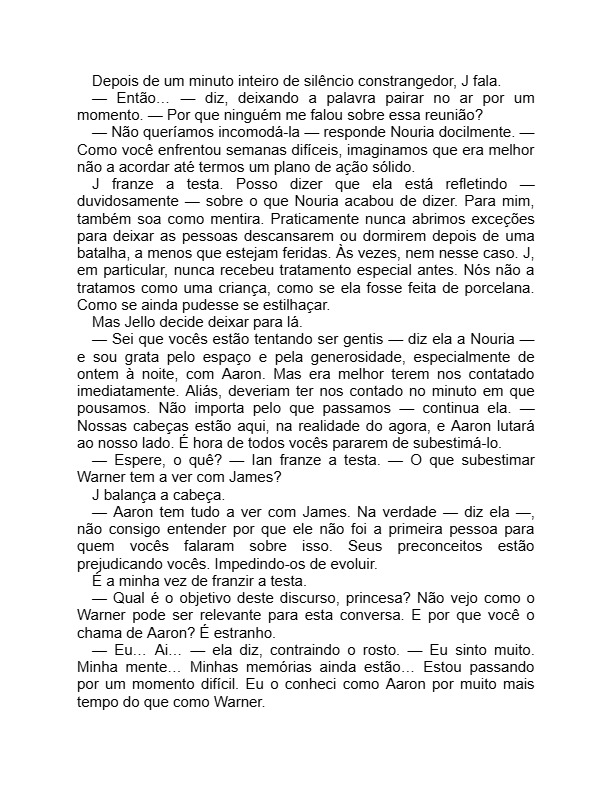 Depois de um minuto inteiro de silêncio constrangedor, J fala.
— Então… — diz, deixando a palavra pairar no ar por um
momento. — Por que ninguém me falou sobre essa reunião?
— Não queríamos incomodá-la — responde Nouria docilmente. —
Como você enfrentou semanas difíceis, imaginamos que era melhor
não a acordar até termos um plano de ação sólido.
J franze a testa. Posso dizer que ela está refletindo —
duvidosamente — sobre o que Nouria acabou de dizer. Para mim,
também soa como mentira. Praticamente nunca abrimos exceções
para deixar as pessoas descansarem ou dormirem depois de uma
batalha, a menos que estejam feridas. Às vezes, nem nesse caso. J,
em particular, nunca recebeu tratamento especial antes. Nós não a
tratamos como uma criança, como se ela fosse feita de porcelana.
Como se ainda pudesse se estilhaçar.
Mas Jello decide deixar para lá.
— Sei que vocês estão tentando ser gentis — diz ela a Nouria —
e sou grata pelo espaço e pela generosidade, especialmente de
ontem à noite, com Aaron. Mas era melhor terem nos contatado
imediatamente. Aliás, deveriam ter nos contado no minuto em que
pousamos. Não importa pelo que passamos — continua ela. —
Nossas cabeças estão aqui, na realidade do agora, e Aaron lutará
ao nosso lado. É hora de todos vocês pararem de subestimá-lo.
— Espere, o quê? — Ian franze a testa. — O que subestimar
Warner tem a ver com James?
J balança a cabeça.
— Aaron tem tudo a ver com James. Na verdade — diz ela —,
não consigo entender por que ele não foi a primeira pessoa para
quem vocês falaram sobre isso. Seus preconceitos estão
prejudicando vocês. Impedindo-os de evoluir.
É a minha vez de franzir a testa.
— Qual é o objetivo deste discurso, princesa? Não vejo como o
Warner pode ser relevante para esta conversa. E por que você o
chama de Aaron? É estranho.
— Eu… Ai… — ela diz, contraindo o rosto. — Eu sinto muito.
Minha mente… Minhas memórias ainda estão… Estou passando
por um momento difícil. Eu o conheci como Aaron por muito mais
tempo do que como Warner.